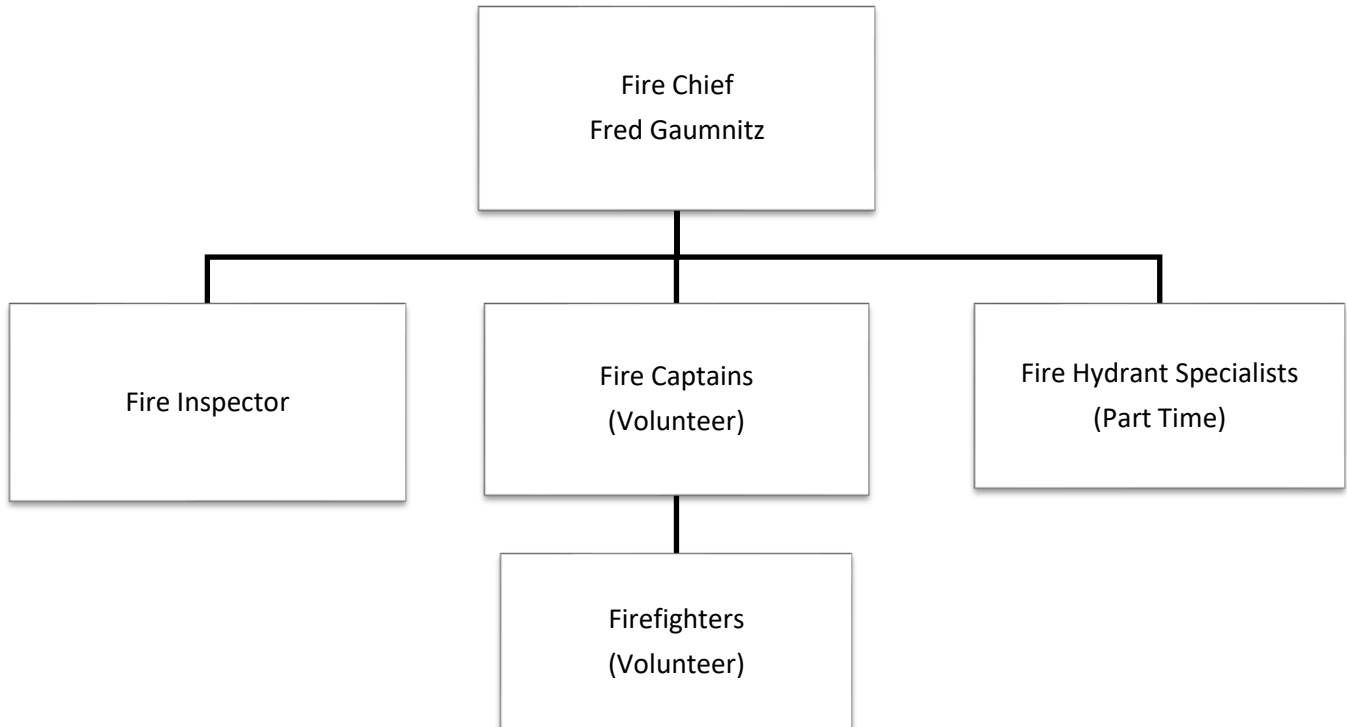 Fire Chief
Fred Gaumnitz
Fire Inspector
Fire Captains
(Volunteer)
Fire Hydrant Specialists
(Part Time)
Firefighters
(Volunteer)